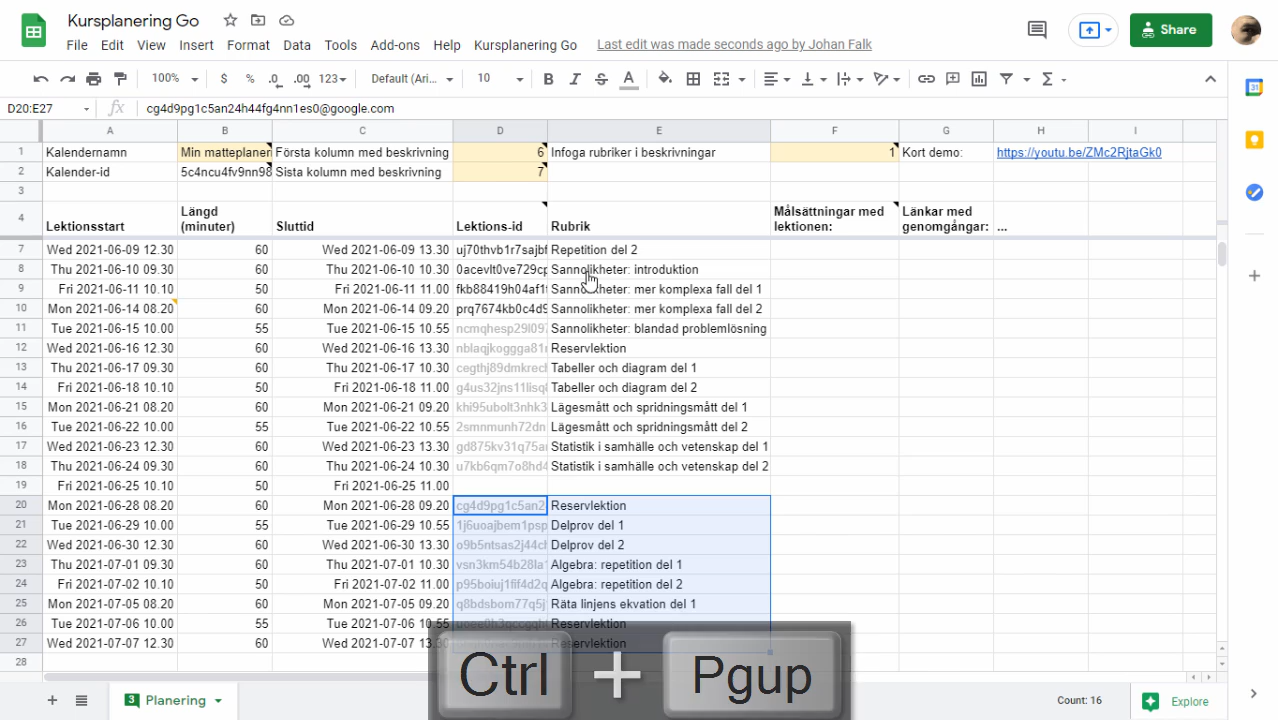 Kursplanering Go
File Edit View Insert Format Data Tools Add-ons Help Kursplanering Go Last edit was made seconds ago by Johan Falk
Share
100% $ % .0 .00 123 Default (Ari... 10 B I S A
D20:E27 fx cg4d9pg1c5an24h44fg4nn1es0@google.com
A B C D E F G H I
1 Kalendernamn Min matteplaner Första kolumn med beskrivning 6 Infoga rubriker i beskrivningar 1 Kort demo: https://youtu.be/ZMc2RjtaGk0
2 Kalender-id 5c4ncu4fv9nn98 Sista kolumn med beskrivning 7
3
4 Lektionsstart Längd (minuter) Sluttid Lektions-id Rubrik Målsättningar med lektionen: Länkar med genomgångar: ...
7 Wed 2021-06-09 12.30 60 Wed 2021-06-09 13.30 uj70thvb1r7sajbf Repetition del 2
8 Thu 2021-06-10 09.30 60 Thu 2021-06-10 10.30 0acevlt0ve729cp Sannolikheter: introduktion
9 Fri 2021-06-11 10.10 50 Fri 2021-06-11 11.00 fkb88419h04af1 Sannolikheter: mer komplexa fall del 1
10 Mon 2021-06-14 08.20 60 Mon 2021-06-14 09.20 prq7674kb0c4d9 Sannolikheter: mer komplexa fall del 2
11 Tue 2021-06-15 10.00 55 Tue 2021-06-15 10.55 ncmqhesp29l097 Sannolikheter: blandad problemlösning
12 Wed 2021-06-16 12.30 60 Wed 2021-06-16 13.30 nblaqjkoggga81 Reservlektion
13 Thu 2021-06-17 09.30 60 Thu 2021-06-17 10.30 cegthj89dmkrec Tabeller och diagram del 1
14 Fri 2021-06-18 10.10 50 Fri 2021-06-18 11.00 g4us32jns11lisq Tabeller och diagram del 2
15 Mon 2021-06-21 08.20 60 Mon 2021-06-21 09.20 khi95ubolt3nhk3 Lägesmått och spridningsmått del 1
16 Tue 2021-06-22 10.00 55 Tue 2021-06-22 10.55 2smnmunh72dn Lägesmått och spridningsmått del 2
17 Wed 2021-06-23 12.30 60 Wed 2021-06-23 13.30 gd875kv31q75a Statistik i samhälle och vetenskap del 1
18 Thu 2021-06-24 09.30 60 Thu 2021-06-24 10.30 u7kb6qm7o8hd4 Statistik i samhälle och vetenskap del 2
19 Fri 2021-06-25 10.10 50 Fri 2021-06-25 11.00
20 Mon 2021-06-28 08.20 60 Mon 2021-06-28 09.20 cg4d9pg1c5an2 Reservlektion
21 Tue 2021-06-29 10.00 55 Tue 2021-06-29 10.55 1j6uoajbem1psp Delprov del 1
22 Wed 2021-06-30 12.30 60 Wed 2021-06-30 13.30 o9b5ntsas2j44c Delprov del 2
23 Thu 2021-07-01 09.30 60 Thu 2021-07-01 10.30 vsn3km54b28la Algebra: repetition del 1
24 Fri 2021-07-02 10.10 50 Fri 2021-07-02 11.00 p95boiuj1fif4d2q Algebra: repetition del 2
25 Mon 2021-07-05 08.20 60 Mon 2021-07-05 09.20 q8bdsbom77q5j Räta linjens ekvation del 1
26 Tue 2021-07-06 10.00 55 Tue 2021-07-06 10.55 Reservlektion
27 Wed 2021-07-07 12.30 60 Wed 2021-07-07 13.30 Reservlektion
28
Ctrl + Pgup
3 Planering Count: 16 Explore